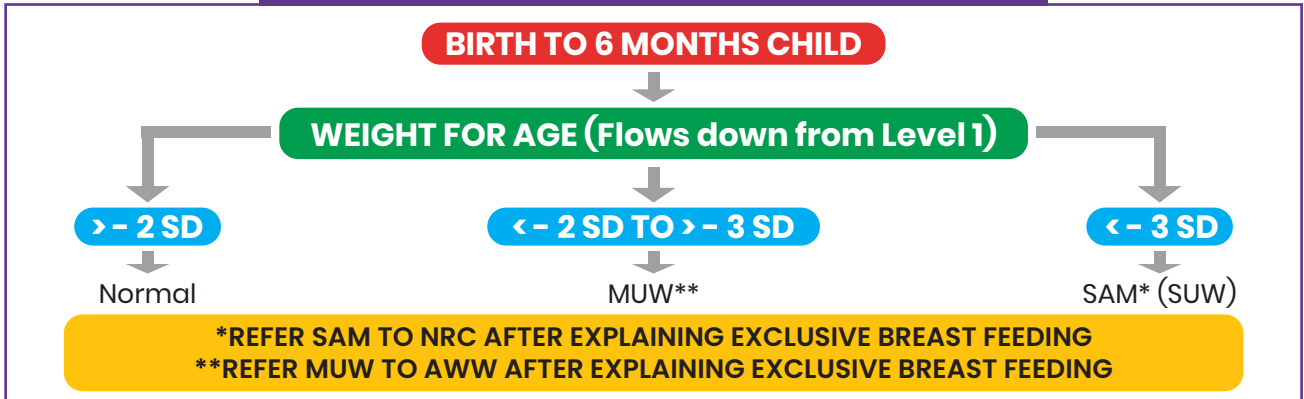 BIRTH TO 6 MONTHS CHILD
WEIGHT FOR AGE (Flows down from Level 1)
> - 2 SD
< - 2 SD TO > - 3 SD
< - 3 SD
Normal
MUW**
SAM* (SUW)
*REFER SAM TO NRC AFTER EXPLAINING EXCLUSIVE BREAST FEEDING
**REFER MUW TO AWW AFTER EXPLAINING EXCLUSIVE BREAST FEEDING